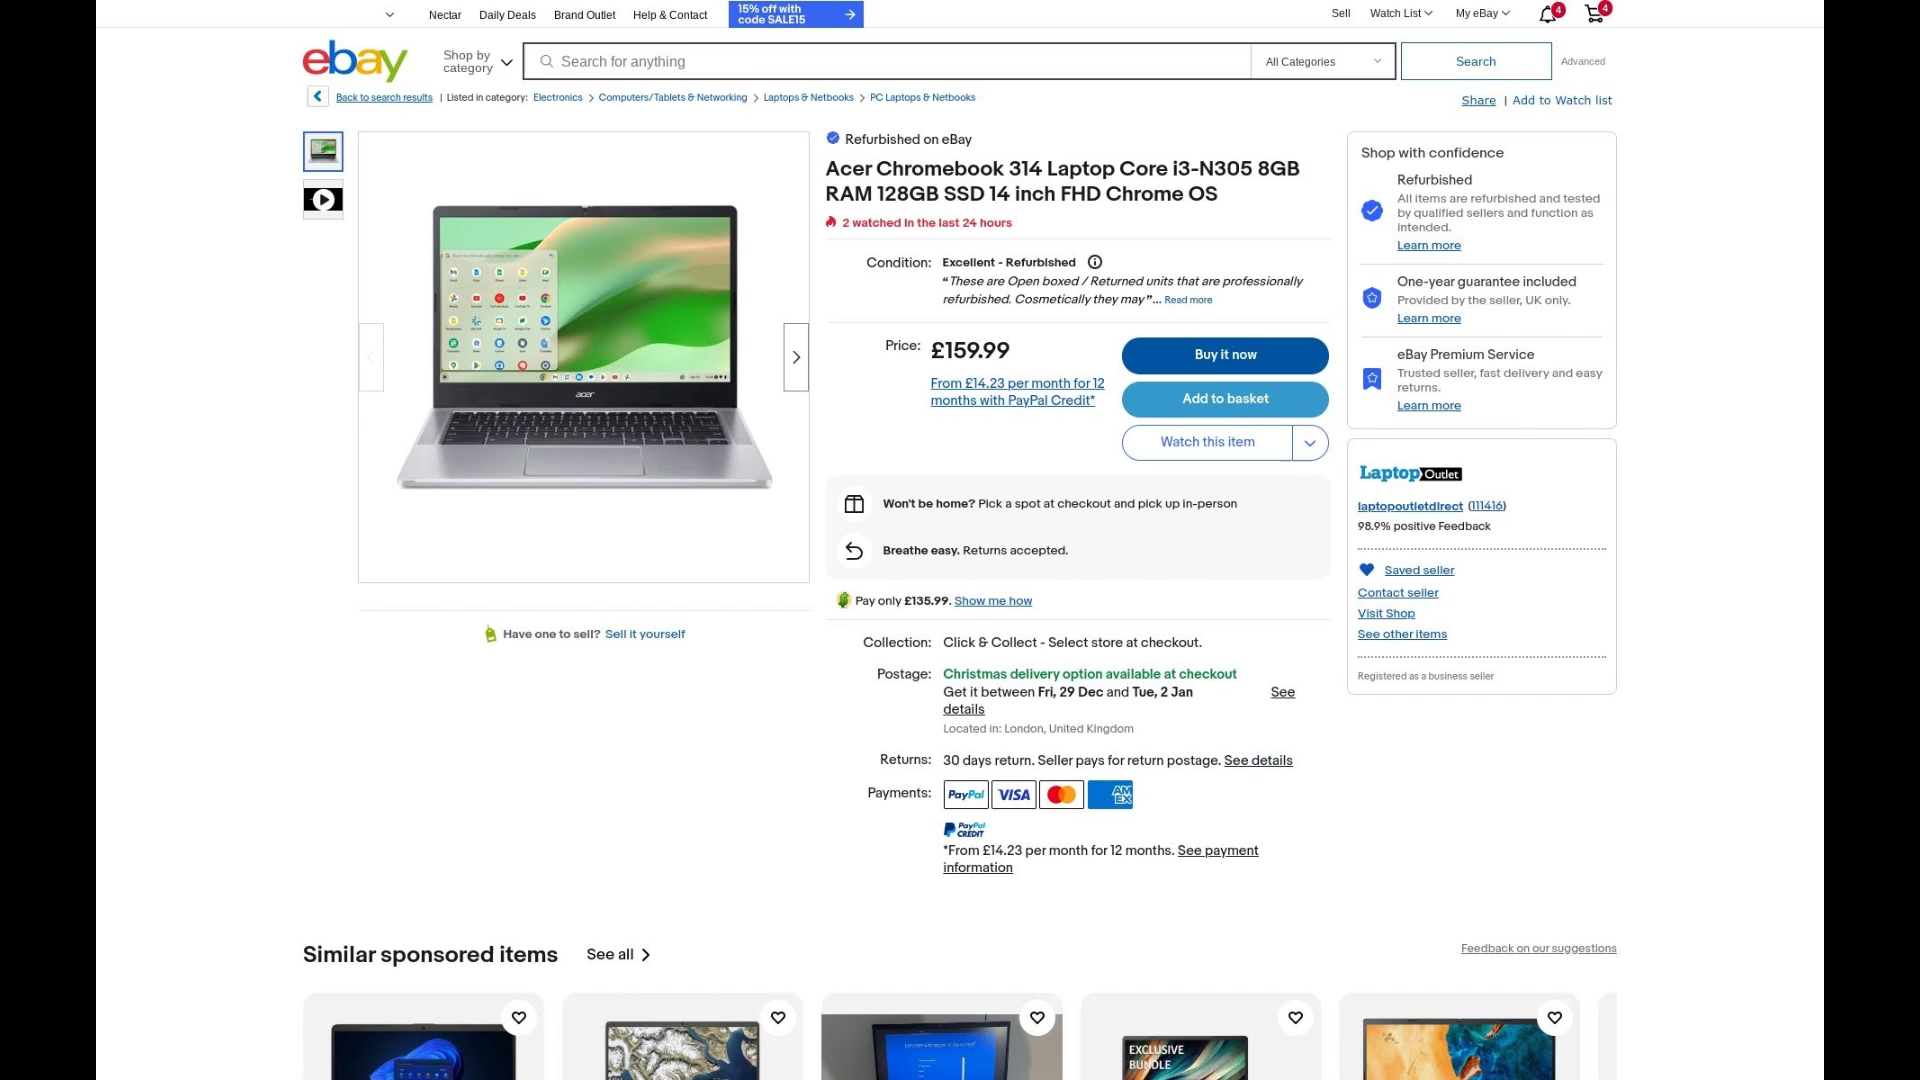 Nectar
Daily Deals
Brand Outlet
Help & Contact
15% off with
code SALE15
Sell
Watch List
My eBay
4
4
ebay
Shop by
category
Search for anything
All Categories
Search
Advanced
Back to search results | Listed in category: Electronics > Computers/Tablets & Networking > Laptops & Netbooks > PC Laptops & Netbooks
Share | Add to Watch list
Refurbished on eBay
Acer Chromebook 314 Laptop Core i3-N305 8GB
RAM 128GB SSD 14 inch FHD Chrome OS
2 watched in the last 24 hours
Condition: Excellent - Refurbished
“These are Open boxed / Returned units that are professionally
refurbished. Cosmetically they may”... Read more
Price: £159.99
From £14.23 per month for 12
months with PayPal Credit*
Buy it now
Add to basket
Watch this item
Won't be home? Pick a spot at checkout and pick up in-person
Breathe easy. Returns accepted.
Pay only £135.99. Show me how
Collection: Click & Collect - Select store at checkout.
Postage: Christmas delivery option available at checkout
Get it between Fri, 29 Dec and Tue, 2 Jan See
details
Located in: London, United Kingdom
Returns: 30 days return. Seller pays for return postage. See details
Payments: PayPal VISA AM EX
PayPal CREDIT
*From £14.23 per month for 12 months. See payment
information
acer
Have one to sell? Sell it yourself
Shop with confidence
Refurbished
All items are refurbished and tested
by qualified sellers and function as
intended.
Learn more
One-year guarantee included
Provided by the seller, UK only.
Learn more
eBay Premium Service
Trusted seller, fast delivery and easy
returns.
Learn more
Laptop Outlet
laptopoutletdirect (111416)
98.9% positive Feedback
Saved seller
Contact seller
Visit Shop
See other items
Registered as a business seller
Similar sponsored items
See all
Feedback on our suggestions
EXCLUSIVE
BUNDLE